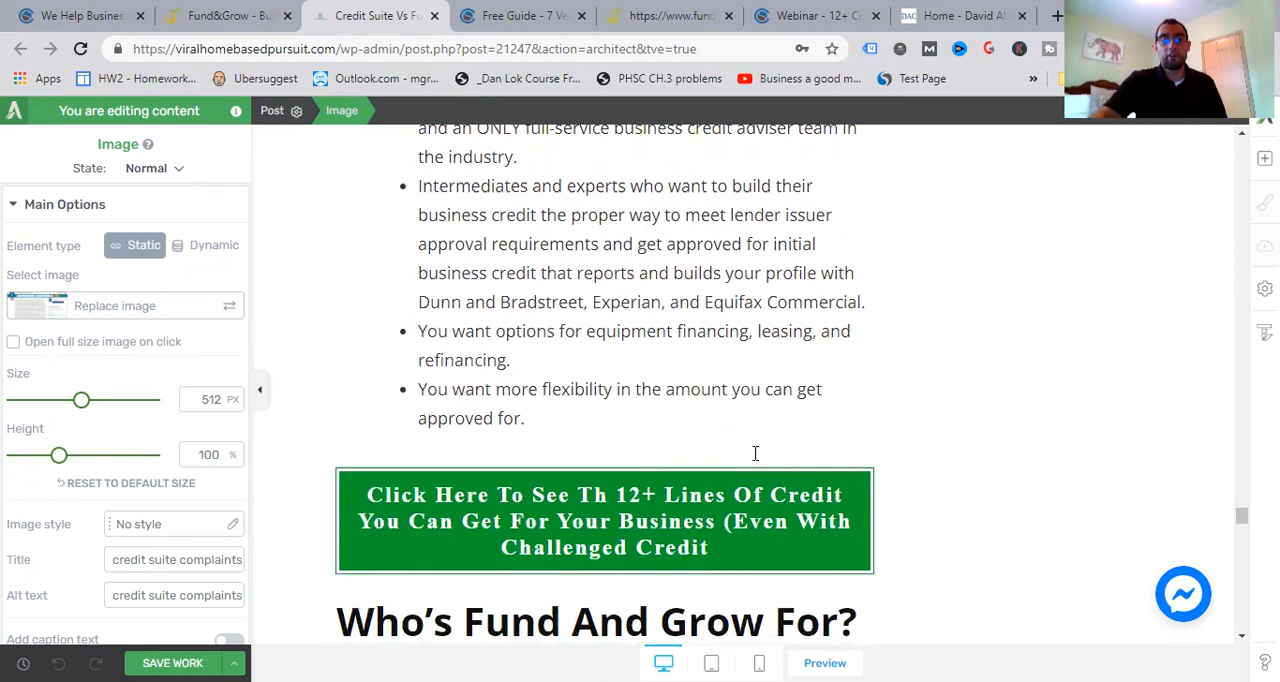 We Help Busines
Fund&Grow - Bu
Credit Suite Vs Fu
Free Guide - 7 Ve
https://www.fund
Webinar - 12+ Cr
Home - David Al
https://viralhomebasedpursuit.com/wp-admin/post.php?post=21247&action=architect&tve=true
Apps
HW2 - Homework...
Ubersuggest
Outlook.com - mgr...
_Dan Lok Course Fr...
PHSC CH.3 problems
Business a good m...
Test Page
»
You are editing content
Post
Image
Image
State: Normal
Main Options
Element type Static Dynamic
Select image
Replace image
Open full size image on click
Size
512 PX
Height
100 %
RESET TO DEFAULT SIZE
Image style No style
Title credit suite complaints
Alt text credit suite complaints
Add caption text
SAVE WORK
and an ONLY full-service business credit adviser team in
the industry.
• Intermediates and experts who want to build their
business credit the proper way to meet lender issuer
approval requirements and get approved for initial
business credit that reports and builds your profile with
Dunn and Bradstreet, Experian, and Equifax Commercial.
• You want options for equipment financing, leasing, and
refinancing.
• You want more flexibility in the amount you can get
approved for.
Click Here To See Th 12+ Lines Of Credit
You Can Get For Your Business (Even With
Challenged Credit
Who's Fund And Grow For?
Preview